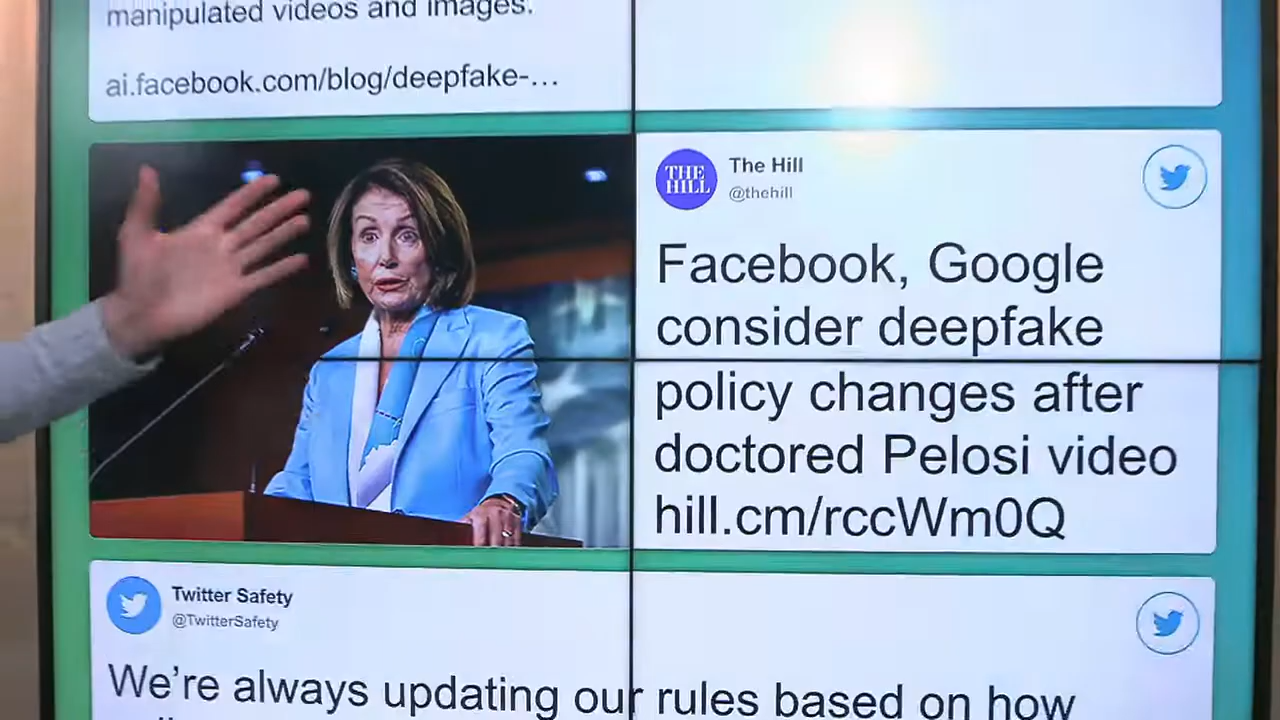 manipulated videos and images.
ai.facebook.com/blog/deepfake-…
THE
HILL
The Hill
@thehill
Facebook, Google
consider deepfake
policy changes after
doctored Pelosi video
hill.cm/rccWm0Q
Twitter Safety
@TwitterSafety
We’re always updating our rules based on how